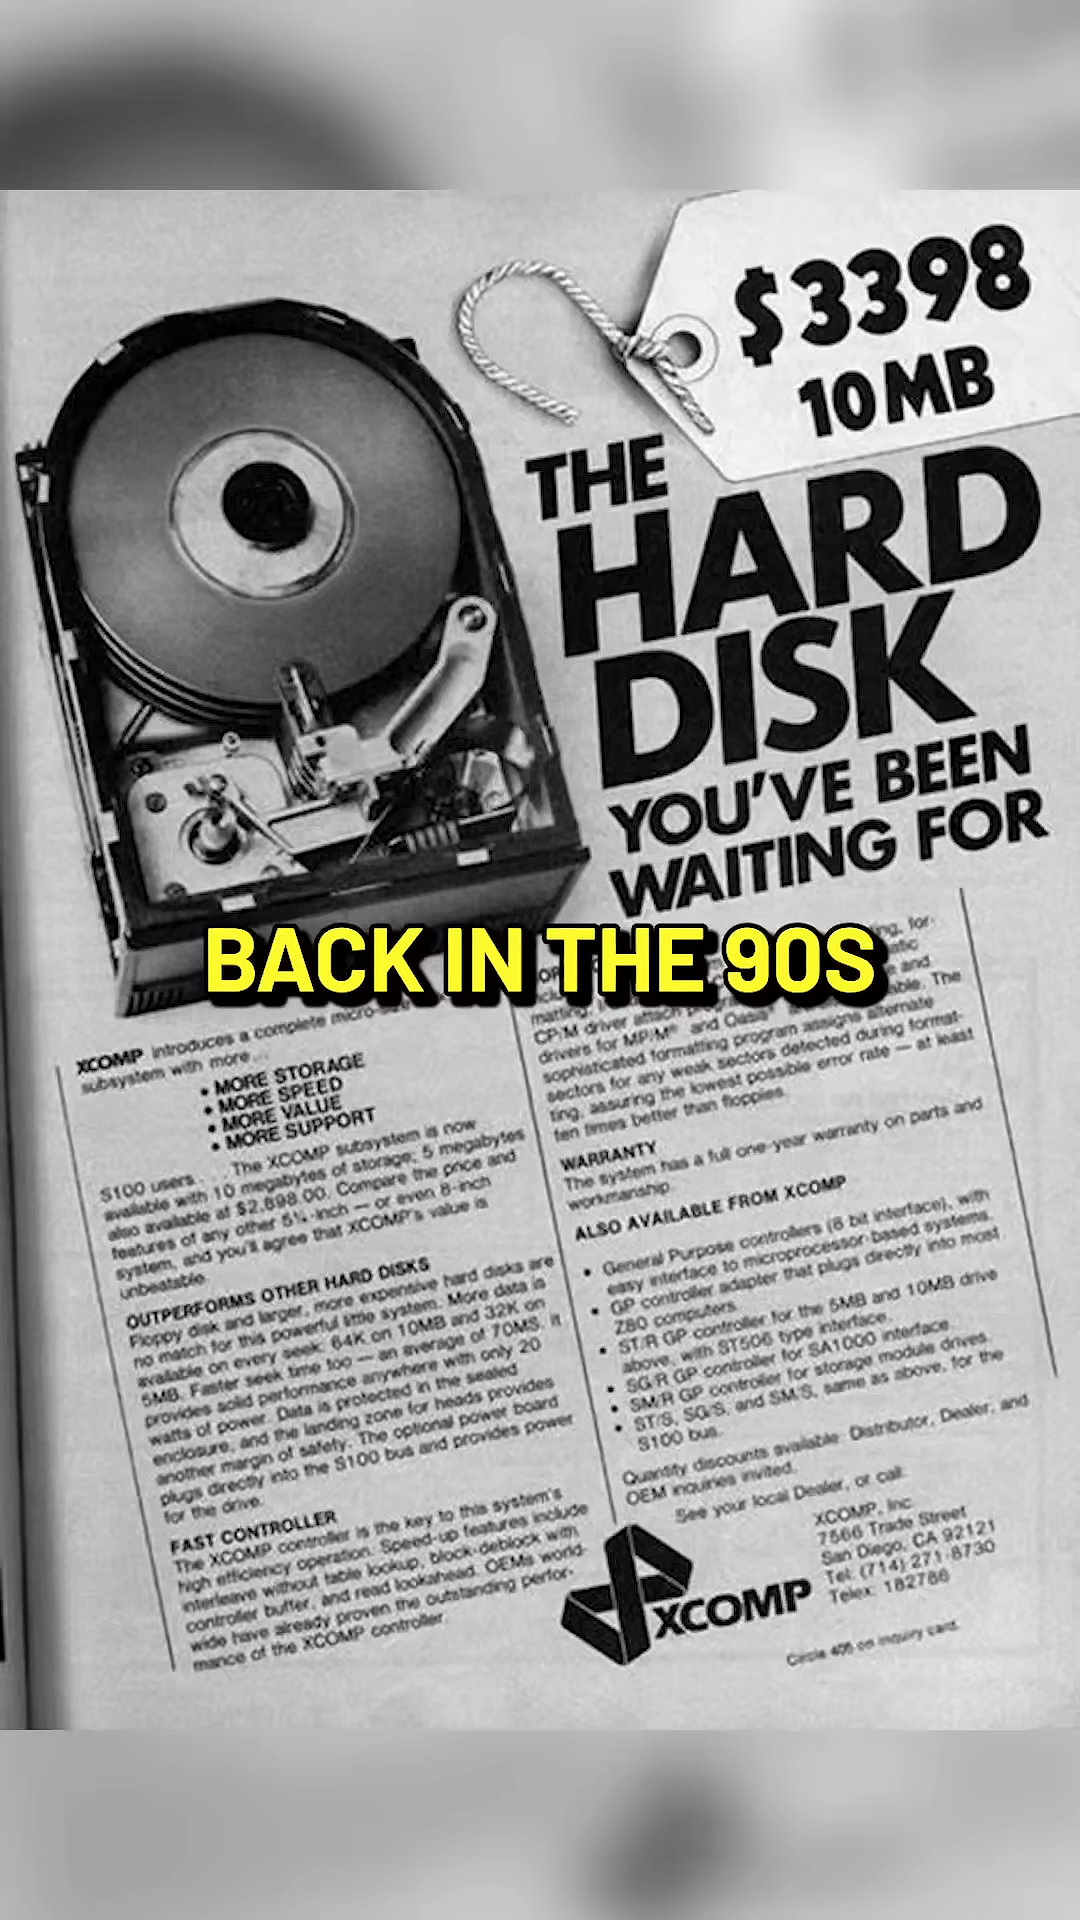 $3398
10MB
THE
HARD
DISK
YOU'VE BEEN
WAITING FOR
BACK IN THE 90S
XCOMP introduces a complete
subsystem with more...
• MORE STORAGE
• MORE SPEED
• MORE VALUE
• MORE SUPPORT
S100 users. . . .The XCOMP subsystem is now
available with 10 megabytes of storage; 5 megabytes
also available at $2,898.00. Compare the price and
features of any other 5¼-inch — or even 8-inch
system, and you'll agree that XCOMP's value is
unbeatable.
OUTPERFORMS OTHER HARD DISKS
Floppy disk and larger, more expensive hard disks are
no match for this powerful little system. More data is
available on every seek: 64K on 10MB and 32K on
5MB. Faster seek time too — an average of 70MS. It
provides solid performance anywhere with only 20
watts of power. Data is protected in the sealed
enclosure, and the landing zone for heads provides
another margin of safety. The optional power board
plugs directly into the S100 bus and provides power
for the drive.
FAST CONTROLLER
The XCOMP controller is the key to this system's
high efficiency operation. Speed-up features include
interleave without table lookup, block-deblock with
controller buffer, and read lookahead. OEMs world-
wide have already proven the outstanding perfor-
mance of the XCOMP controller.
for-
matting.
and
CP/M driver attach The
drivers for MP/M® and Oasis®
sophisticated formatting program assigns alternate
sectors for any weak sectors detected during format-
ting, assuring the lowest possible error rate — at least
ten times better than floppies.
WARRANTY
The system has a full one-year warranty on parts and
workmanship.
ALSO AVAILABLE FROM XCOMP
• General Purpose controllers (8 bit interface), with
easy interface to microprocessor-based systems.
• GP controller adapter that plugs directly into most
Z80 computers.
• ST/R GP controller for the 5MB and 10MB drive
above, with ST506 type interface.
• SG/R GP controller for SA1000 interface.
• SM/R GP controller for storage module drives.
• ST/S, SG/S, and SM/S, same as above, for the
S100 bus.
Quantity discounts available. Distributor, Dealer, and
OEM inquiries invited.
See your local Dealer, or call:
XCOMP, Inc.
7566 Trade Street
San Diego, CA 92121
Tel: (714) 271-8730
Telex: 182786
XCOMP
Circle 406 on inquiry card.